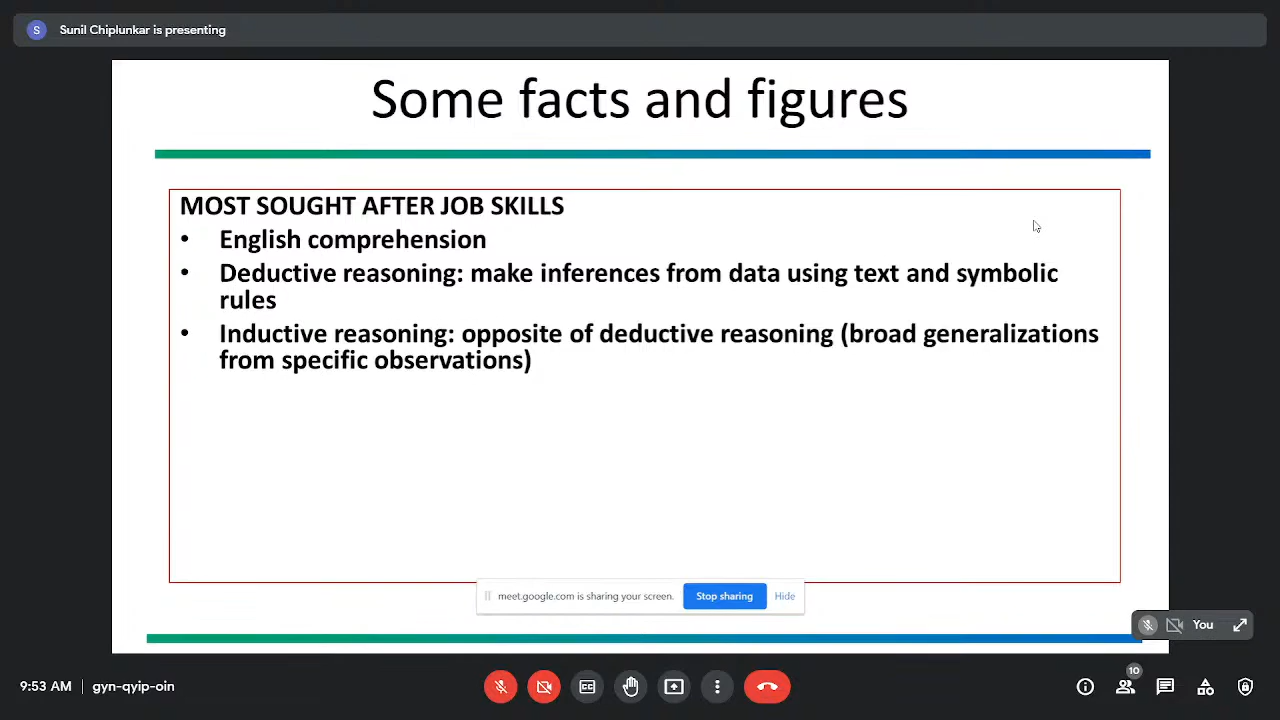 S Sunil Chiplunkar is presenting
Some facts and figures
MOST SOUGHT AFTER JOB SKILLS
• English comprehension
• Deductive reasoning: make inferences from data using text and symbolic
rules
• Inductive reasoning: opposite of deductive reasoning (broad generalizations
from specific observations)
meet.google.com is sharing your screen. Stop sharing Hide
You
9:53 AM | gyn-qyip-oin
CC
10